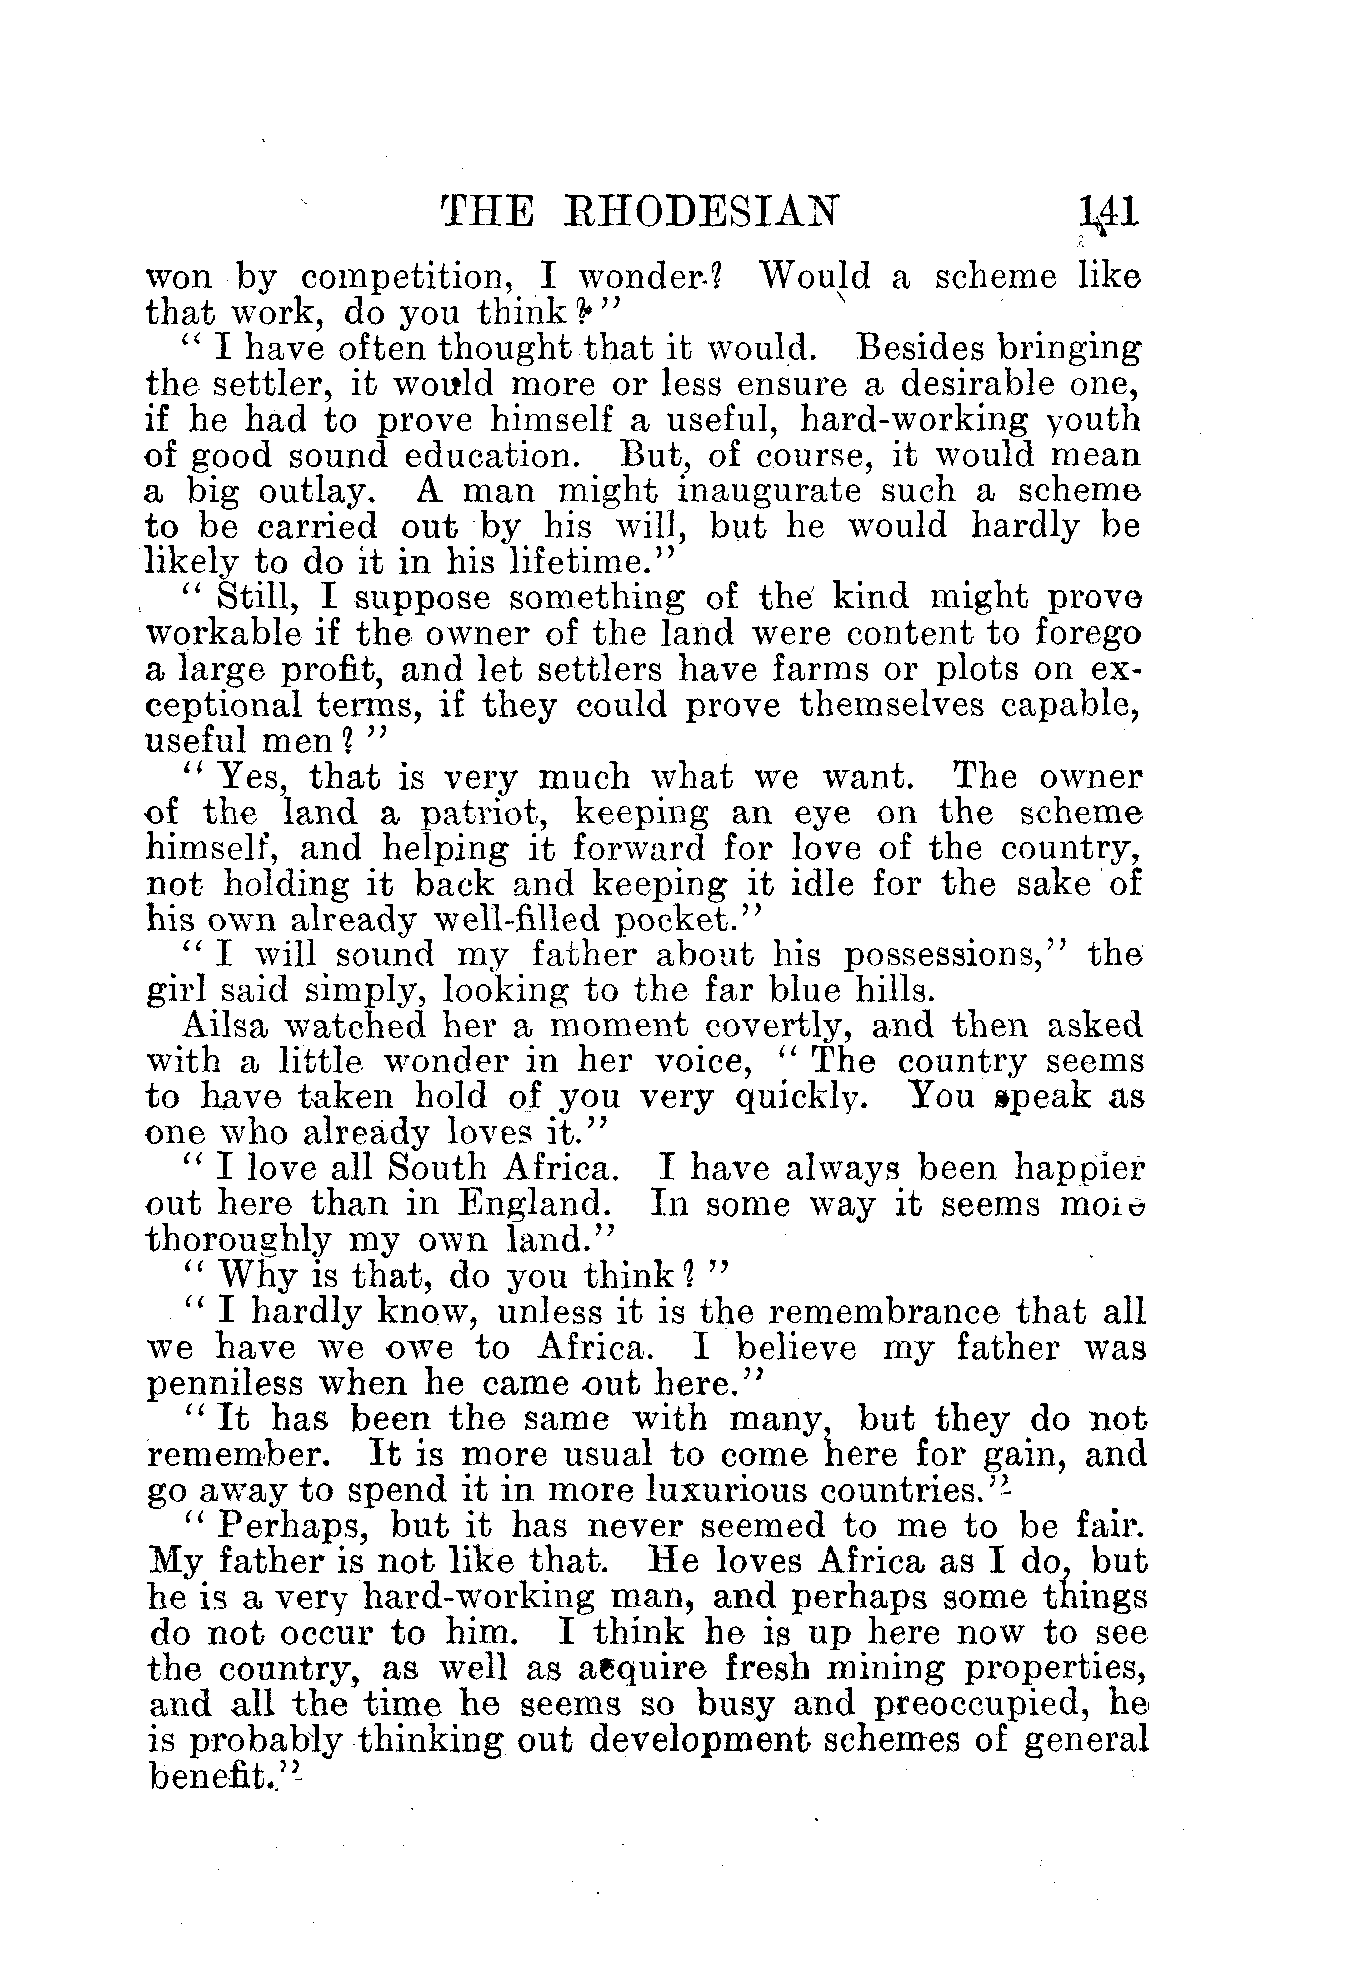 THE RHODESIAN 141
won by competition, I wonder? Would a scheme like
that work, do you think?"
"I have often thought that it would. Besides bringing
the settler, it would more or less ensure a desirable one,
if he had to prove himself a useful, hard-working youth
of good sound education. But, of course, it would mean
a big outlay. A man might inaugurate such a scheme
to be carried out by his will, but he would hardly be
likely to do it in his lifetime."
"Still, I suppose something of the kind might prove
workable if the owner of the land were content to forego
a large profit, and let settlers have farms or plots on ex-
ceptional terms, if they could prove themselves capable,
useful men?"
"Yes, that is very much what we want. The owner
of the land a patriot, keeping an eye on the scheme
himself, and helping it forward for love of the country,
not holding it back and keeping it idle for the sake of
his own already well-filled pocket."
"I will sound my father about his possessions," the
girl said simply, looking to the far blue hills.
Ailsa watched her a moment covertly, and then asked
with a little wonder in her voice, "The country seems
to have taken hold of you very quickly. You speak as
one who already loves it."
"I love all South Africa. I have always been happier
out here than in England. In some way it seems more
thoroughly my own land."
"Why is that, do you think?"
"I hardly know, unless it is the remembrance that all
we have we owe to Africa. I believe my father was
penniless when he came out here."
"It has been the same with many, but they do not
remember. It is more usual to come here for gain, and
go away to spend it in more luxurious countries."
"Perhaps, but it has never seemed to me to be fair.
My father is not like that. He loves Africa as I do, but
he is a very hard-working man, and perhaps some things
do not occur to him. I think he is up here now to see
the country, as well as acquire fresh mining properties,
and all the time he seems so busy and preoccupied, he
is probably thinking out development schemes of general
benefit."